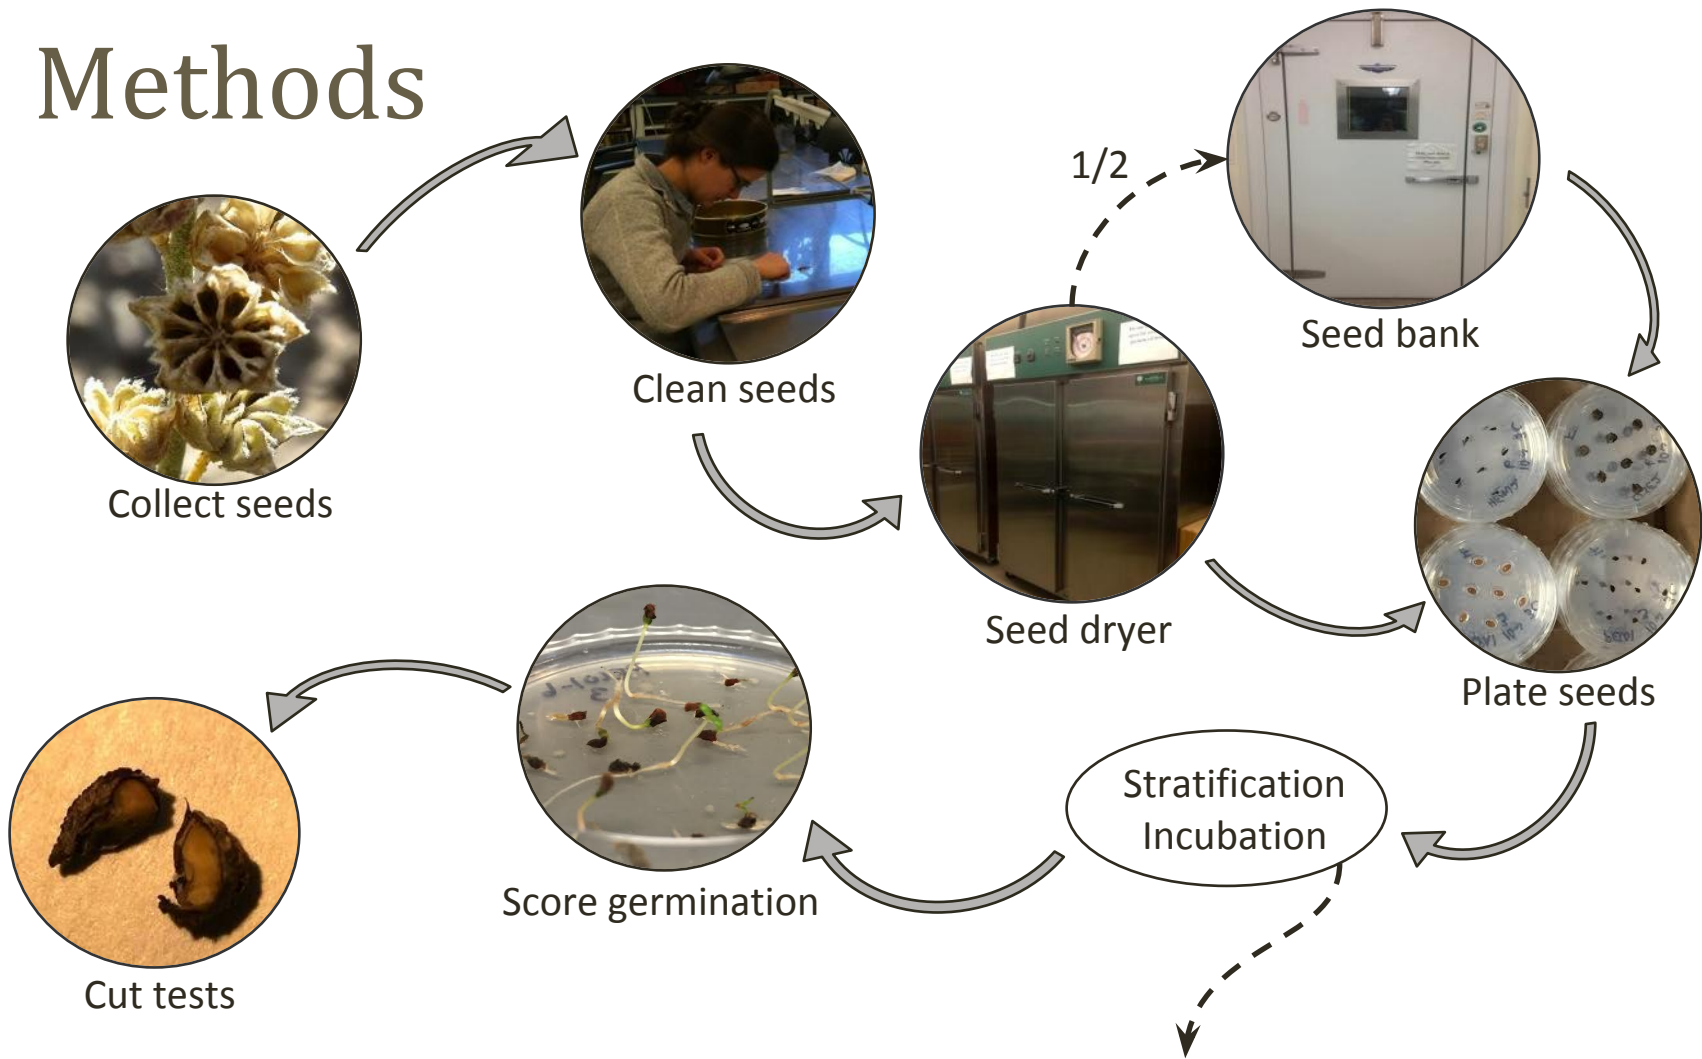 Methods
Collect seeds
Clean seeds
1/2
Seed dryer
Seed bank
Plate seeds
Stratification
Incubation
Score germination
Cut tests